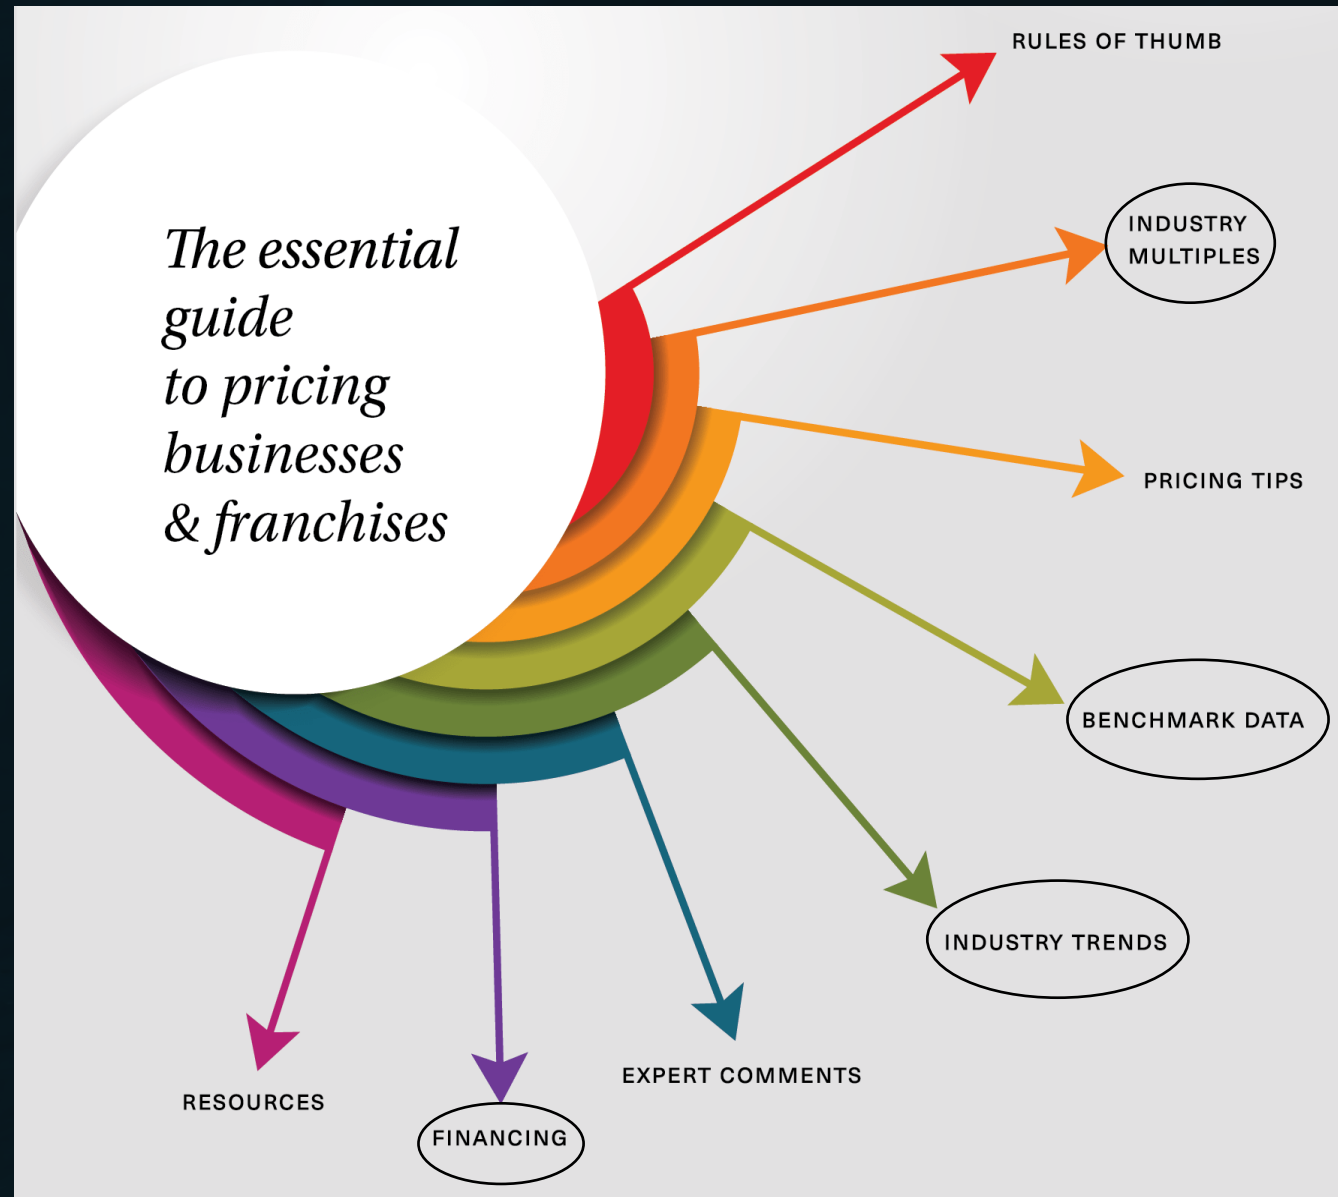 The essential
guide
to pricing
businesses
& franchises
RULES OF THUMB
INDUSTRY
MULTIPLES
PRICING TIPS
BENCHMARK DATA
INDUSTRY TRENDS
EXPERT COMMENTS
FINANCING
RESOURCES